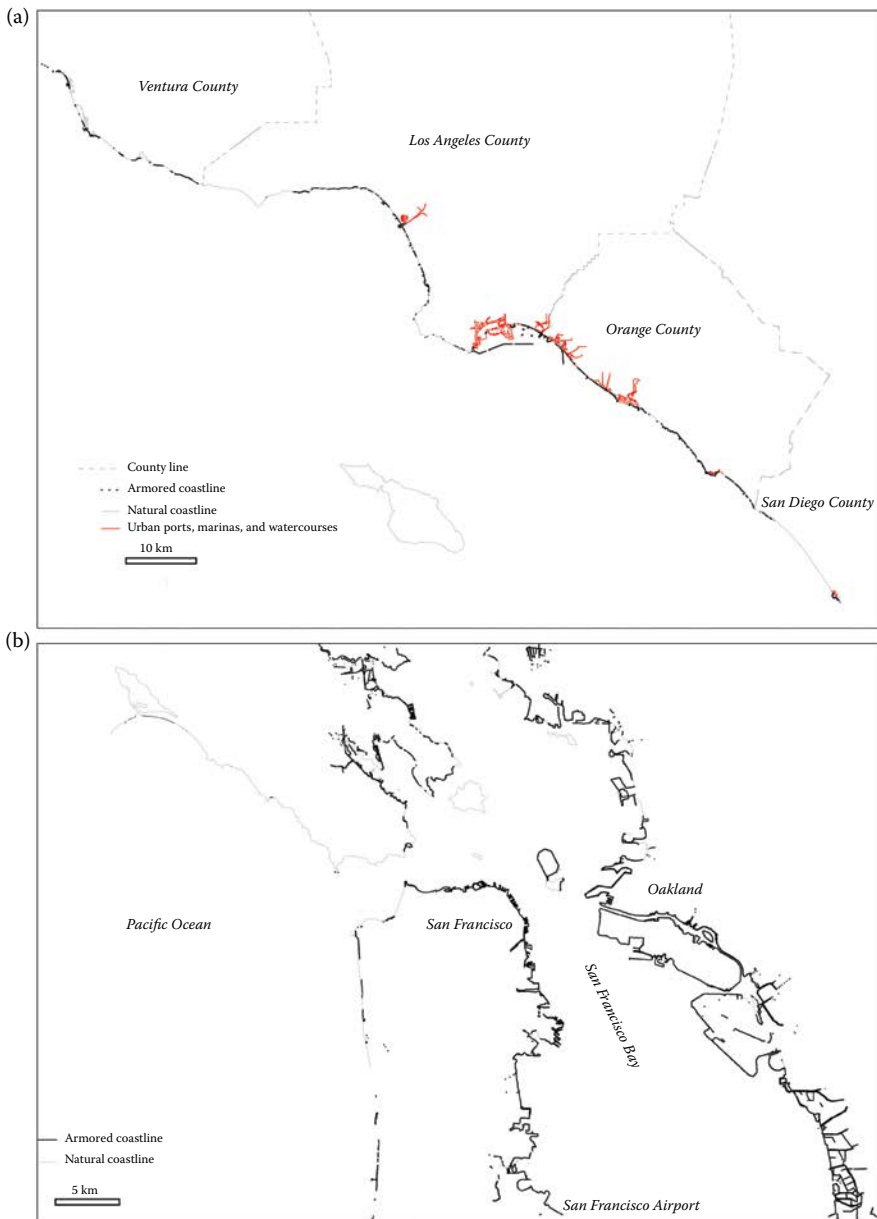 (a)
Ventura County
Los Angeles County
Orange County
San Diego County
County line
Armored coastline
Natural coastline
Urban ports, marinas, and watercourses
10 km
(b)
Oakland
Pacific Ocean
San Francisco
San Francisco Bay
Armored coastline
Natural coastline
5 km
San Francisco Airport